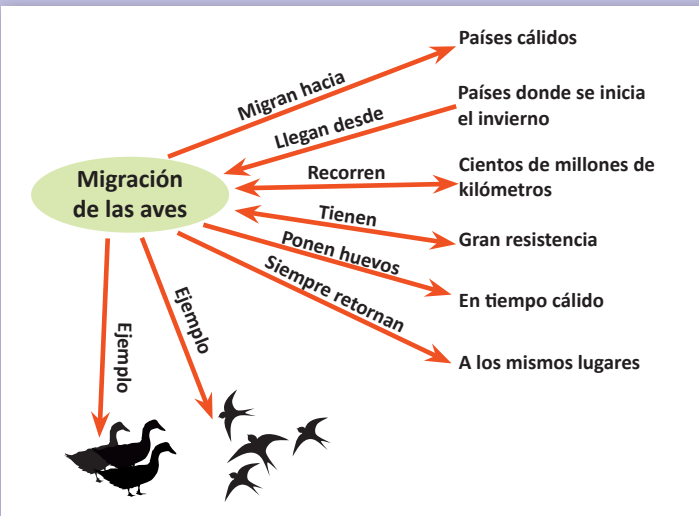 Migración
de las aves
Migran hacia
Países cálidos
Llegan desde
Países donde se inicia
el invierno
Recorren
Cientos de millones de
kilómetros
Tienen
Gran resistencia
Ponen huevos
En tiempo cálido
Siempre retornan
A los mismos lugares
Ejemplo
Ejemplo